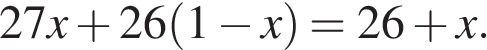 27x + 26(1 − x) = 26 + x.